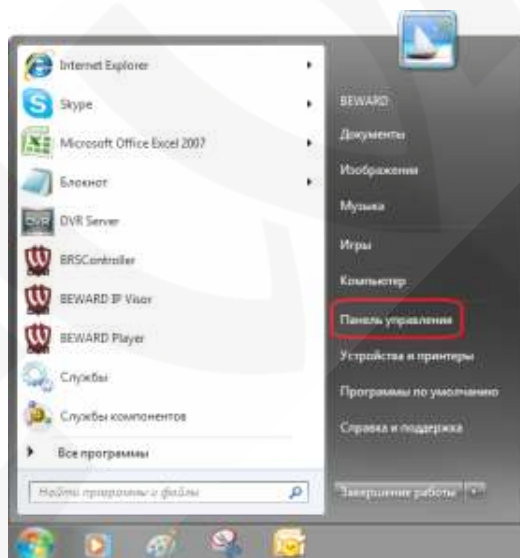 Internet Explorer
Skype
Microsoft Office Excel 2007
Блокнот
DVR Server
BRSController
BEWARD IP Visor
BEWARD Player
Службы
Службы компонентов
Все программы
Найти программы и файлы
BEWARD
Документы
Изображения
Музыка
Игры
Компьютер
Панель управления
Устройства и принтеры
Программы по умолчанию
Справка и поддержка
Завершение работы